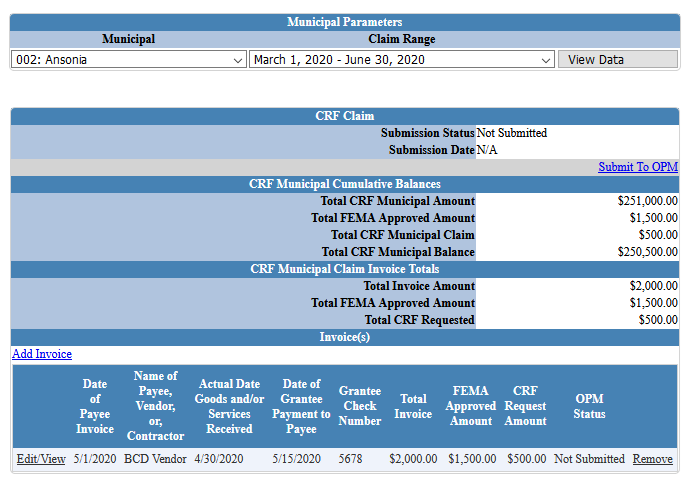 Municipal Parameters
Municipal Claim Range
002: Ansonia March 1, 2020 - June 30, 2020 View Data
CRF Claim
Submission Status Not Submitted
Submission Date N/A
Submit To OPM
CRF Municipal Cumulative Balances
Total CRF Municipal Amount $251,000.00
Total FEMA Approved Amount $1,500.00
Total CRF Municipal Claim $500.00
Total CRF Municipal Balance $250,500.00
CRF Municipal Claim Invoice Totals
Total Invoice Amount $2,000.00
Total FEMA Approved Amount $1,500.00
Total CRF Requested $500.00
Invoice(s)
Add Invoice
Date of Payee Invoice
Name of Payee, Vendor, or, Contractor
Actual Date Goods and/or Services Received
Date of Grantee Payment to Payee
Grantee Check Number
Total Invoice
FEMA Approved Amount
CRF Request Amount
OPM Status
Edit/View 5/1/2020 BCD Vendor 4/30/2020 5/15/2020 5678 $2,000.00 $1,500.00 $500.00 Not Submitted Remove